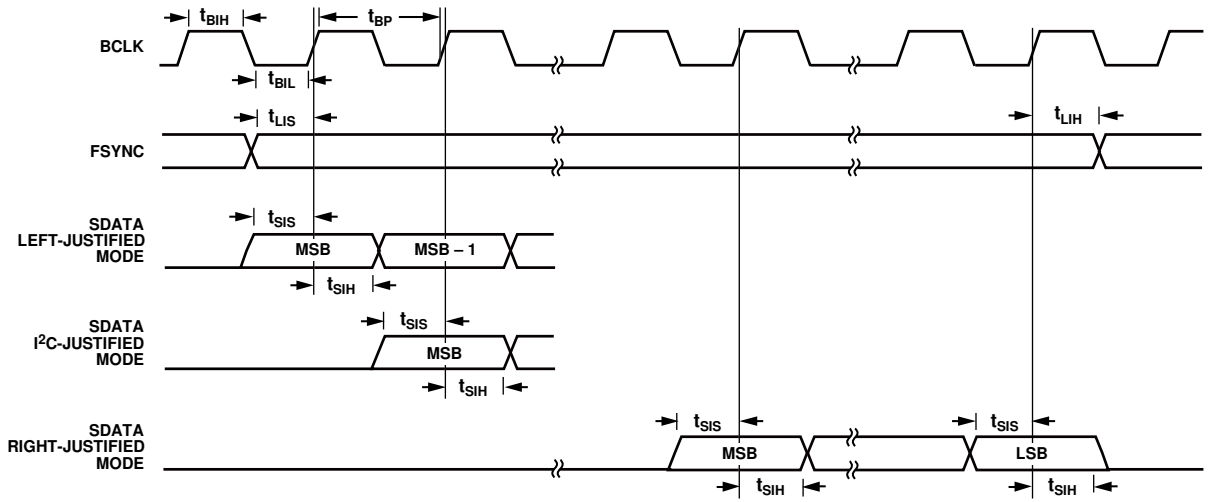 tBIH
tBP
BCLK
tBIL
tLIS
tLIH
FSYNC
SDATA
LEFT-JUSTIFIED
MODE
tSIS
MSB
MSB – 1
tSIH
SDATA
I²C-JUSTIFIED
MODE
tSIS
MSB
tSIH
SDATA
RIGHT-JUSTIFIED
MODE
tSIS
tSIS
MSB
LSB
tSIH
tSIH